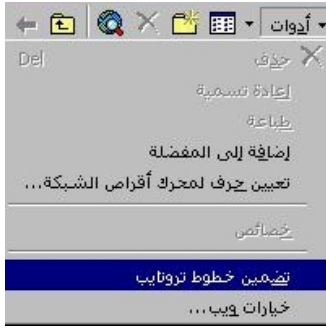 أدوات
حذف Del
إعادة تسمية
طباعة
إضافة إلى المفضلة
تعيين حرف لمحرك أقراص الشبكة...
خصائص
تضمين خطوط تروتايب
خيارات ويب...